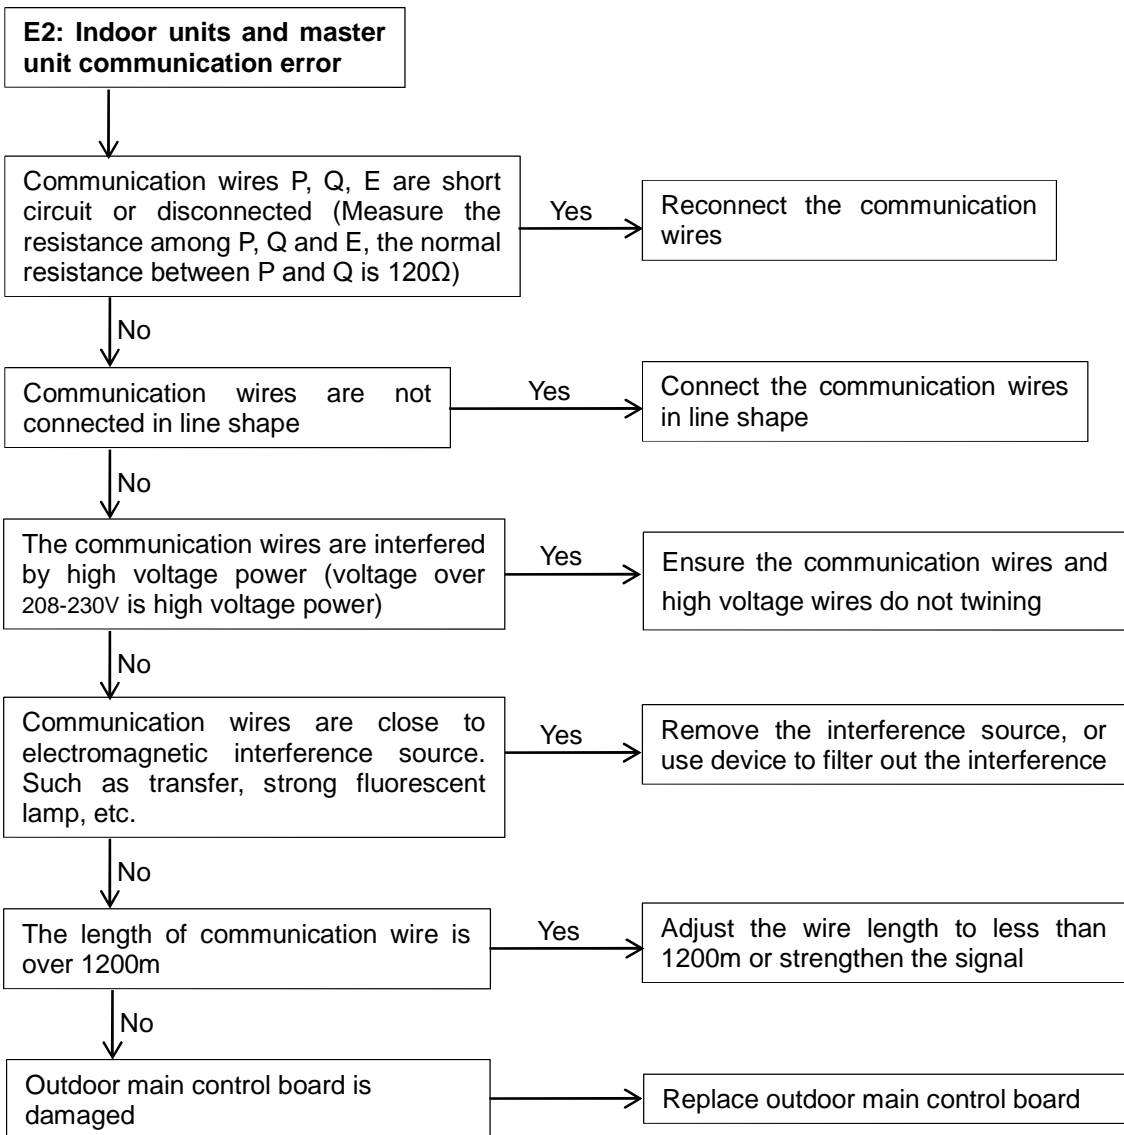 E2: Indoor units and master
unit communication error
Communication wires P, Q, E are short
circuit or disconnected (Measure the
resistance among P, Q and E, the normal
resistance between P and Q is 120Ω)
Yes
Reconnect the communication
wires
No
Communication wires are not
connected in line shape
Yes
Connect the communication wires
in line shape
No
The communication wires are interfered
by high voltage power (voltage over
208-230V is high voltage power)
Yes
Ensure the communication wires and
high voltage wires do not twining
No
Communication wires are close to
electromagnetic interference source.
Such as transfer, strong fluorescent
lamp, etc.
Yes
Remove the interference source, or
use device to filter out the interference
No
The length of communication wire is
over 1200m
Yes
Adjust the wire length to less than
1200m or strengthen the signal
No
Outdoor main control board is
damaged
Replace outdoor main control board